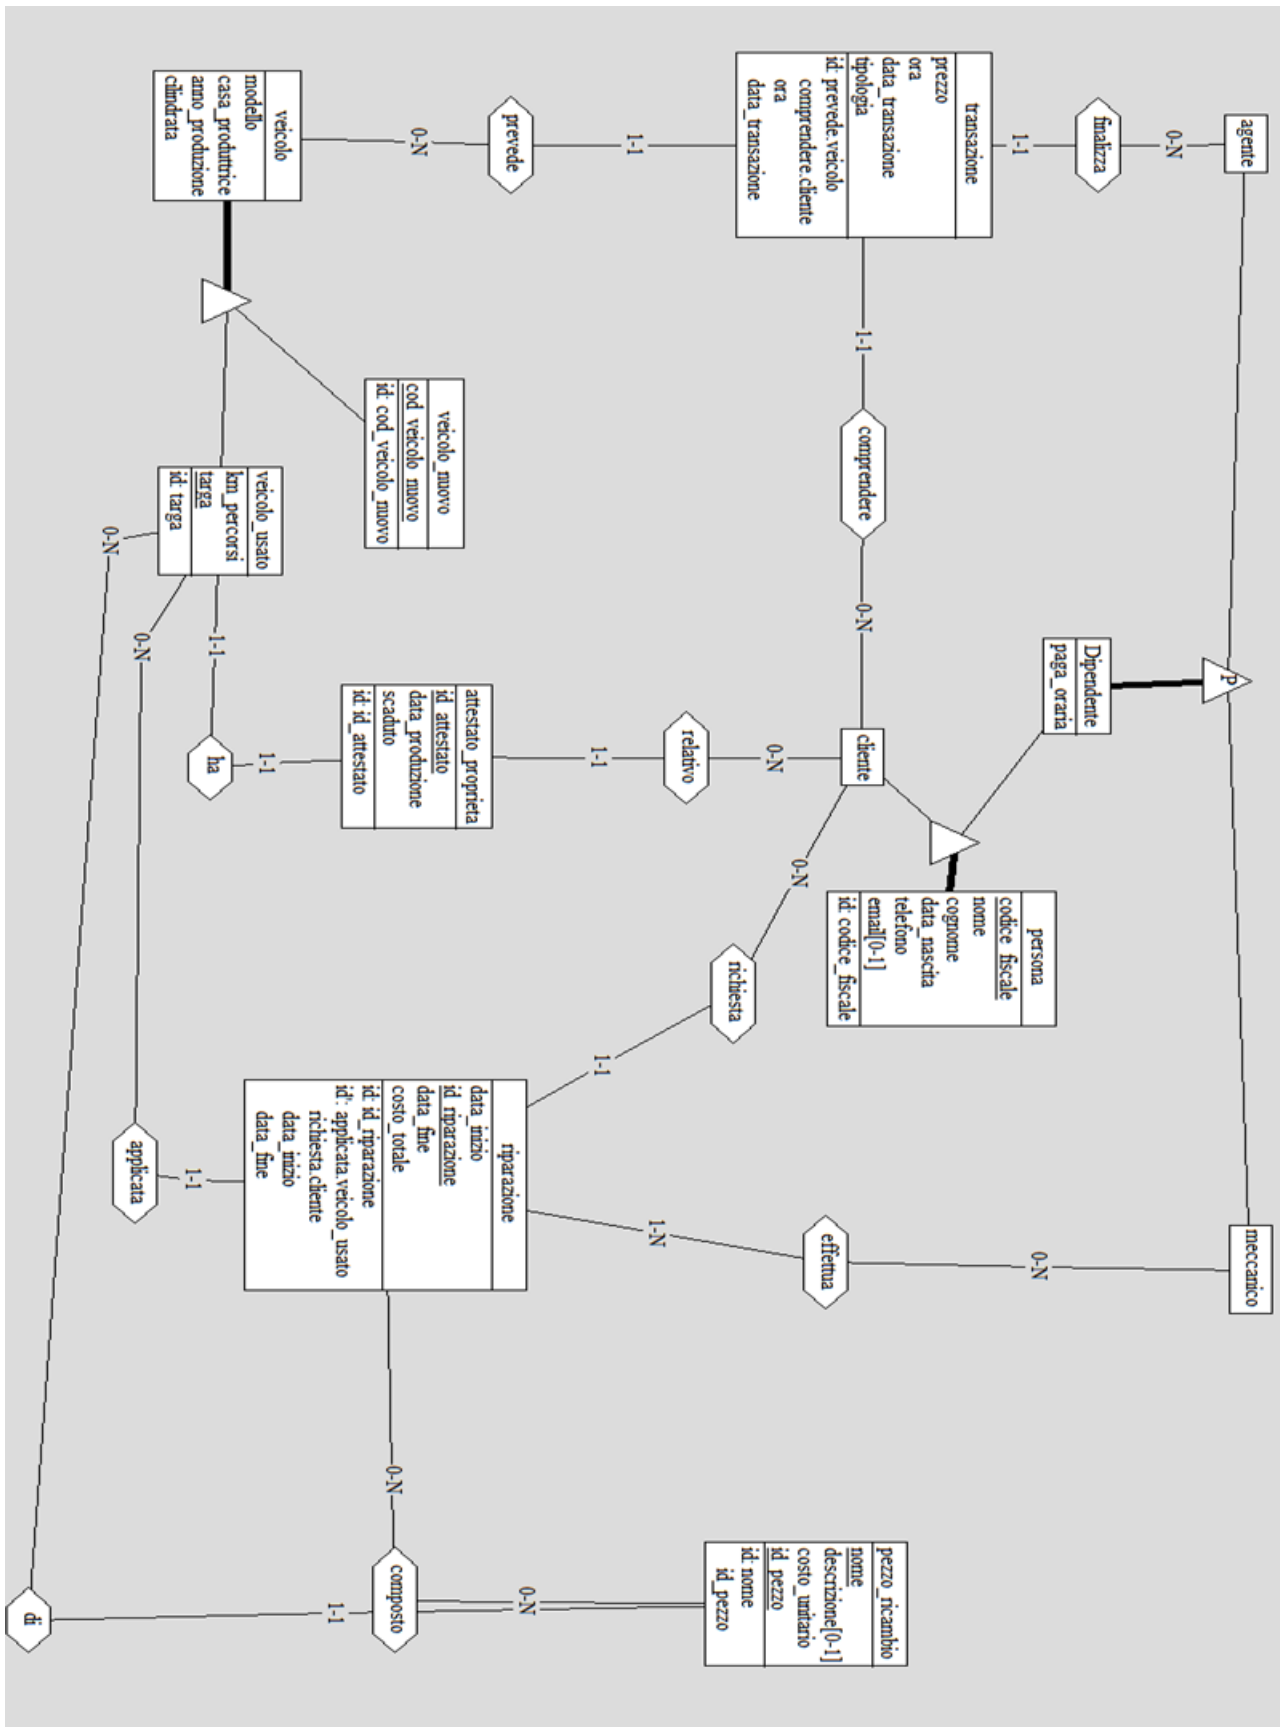 agente
0-N
finalizza
1-1
transazione
prezzo
ora
data_transazione
tipologia
id: prevede.veicolo
comprendere.cliente
ora
data_transazione
1-1
prevede
0-N
veicolo
modello
casa_produttrice
anno_produzione
cilindrata
1-1
comprendere
0-N
veicolo_nuovo
cod_veicolo_nuovo
id: cod_veicolo_nuovo
veicolo_usato
km_percorsi
targa
id: targa
0-N
0-N
1-1
P
Dipendente
paga_oraria
cliente
0-N
relativo
1-1
attestato_proprieta
id_attestato
data_produzione
scaduto
id: id_attestato
1-1
ha
persona
codice_fiscale
nome
cognome
data_nascita
telefono
email[0-1]
id: codice_fiscale
0-N
richiesta
1-1
meccanico
0-N
effettua
1-N
riparazione
data_inizio
id_riparazione
data_fine
costo_totale
id: id_riparazione
id': applicata.veicolo_usato
richiesta.cliente
data_inizio
data_fine
1-1
applicata
0-N
composto
0-N
pezzo_ricambio
nome
descrizione[0-1]
costo_unitario
id_pezzo
id: nome
id_pezzo
1-1
di